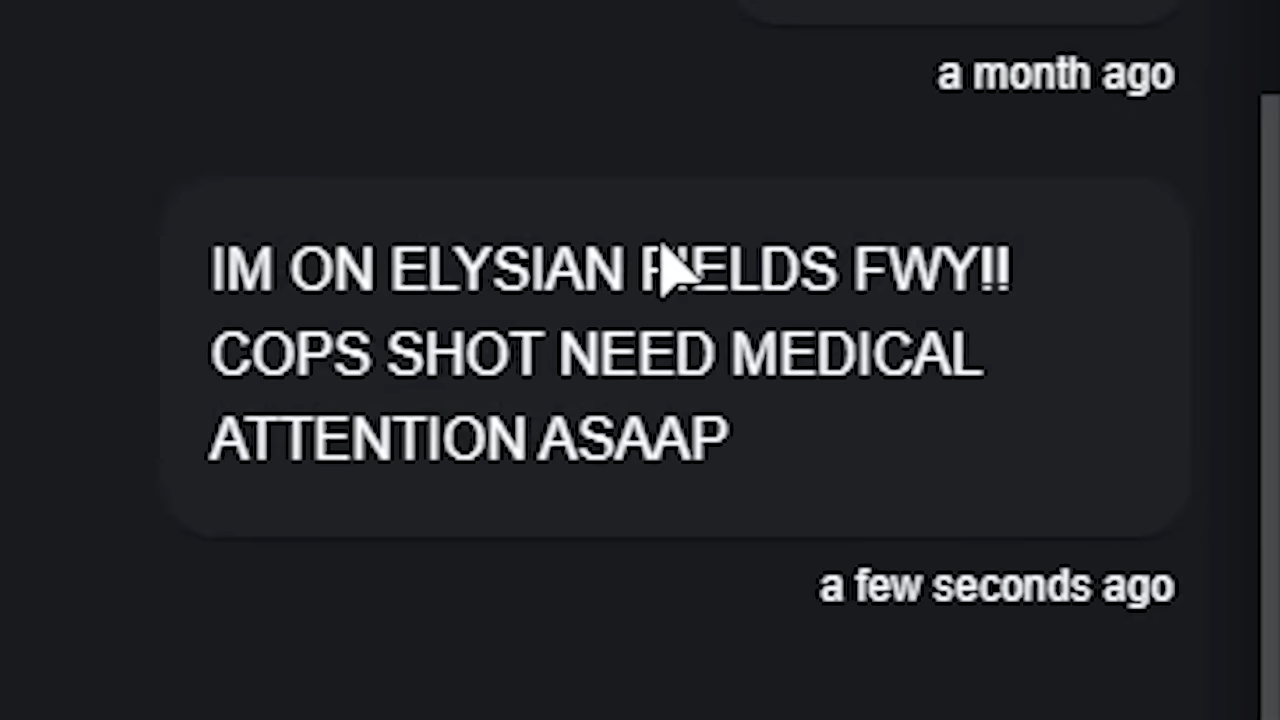 a month ago
IM ON ELYSIAN FIELDS FWY!!
COPS SHOT NEED MEDICAL
ATTENTION ASAAP
a few seconds ago